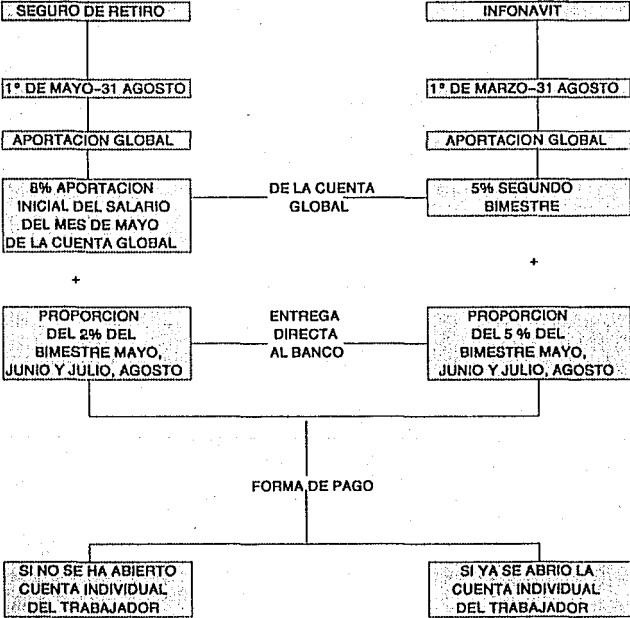 SEGURO DE RETIRO
INFONAVIT
1º DE MAYO-31 AGOSTO
1º DE MARZO-31 AGOSTO
APORTACION GLOBAL
APORTACION GLOBAL
8% APORTACION
INICIAL DEL SALARIO
DEL MES DE MAYO
DE LA CUENTA GLOBAL
DE LA CUENTA
GLOBAL
5% SEGUNDO
BIMESTRE
+
+
PROPORCION
DEL 2% DEL
BIMESTRE MAYO,
JUNIO Y JULIO, AGOSTO
ENTREGA
DIRECTA
AL BANCO
PROPORCION
DEL 5 % DEL
BIMESTRE MAYO,
JUNIO Y JULIO, AGOSTO
FORMA DE PAGO
SI NO SE HA ABIERTO
CUENTA INDIVIDUAL
DEL TRABAJADOR
SI YA SE ABRIO LA
CUENTA INDIVIDUAL
DEL TRABAJADOR